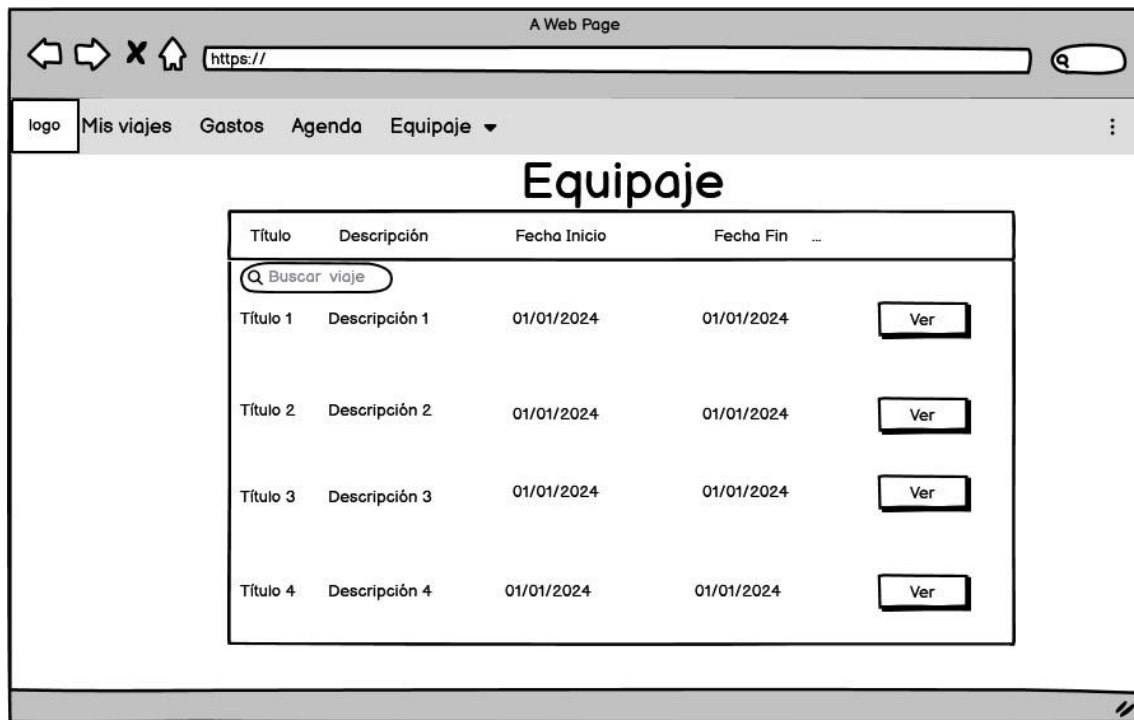 A Web Page
https://
logo Mis viajes Gastos Agenda Equipaje
Equipaje
Título Descripción Fecha Inicio Fecha Fin ...
Buscar viaje
Título 1 Descripción 1 01/01/2024 01/01/2024 Ver
Título 2 Descripción 2 01/01/2024 01/01/2024 Ver
Título 3 Descripción 3 01/01/2024 01/01/2024 Ver
Título 4 Descripción 4 01/01/2024 01/01/2024 Ver